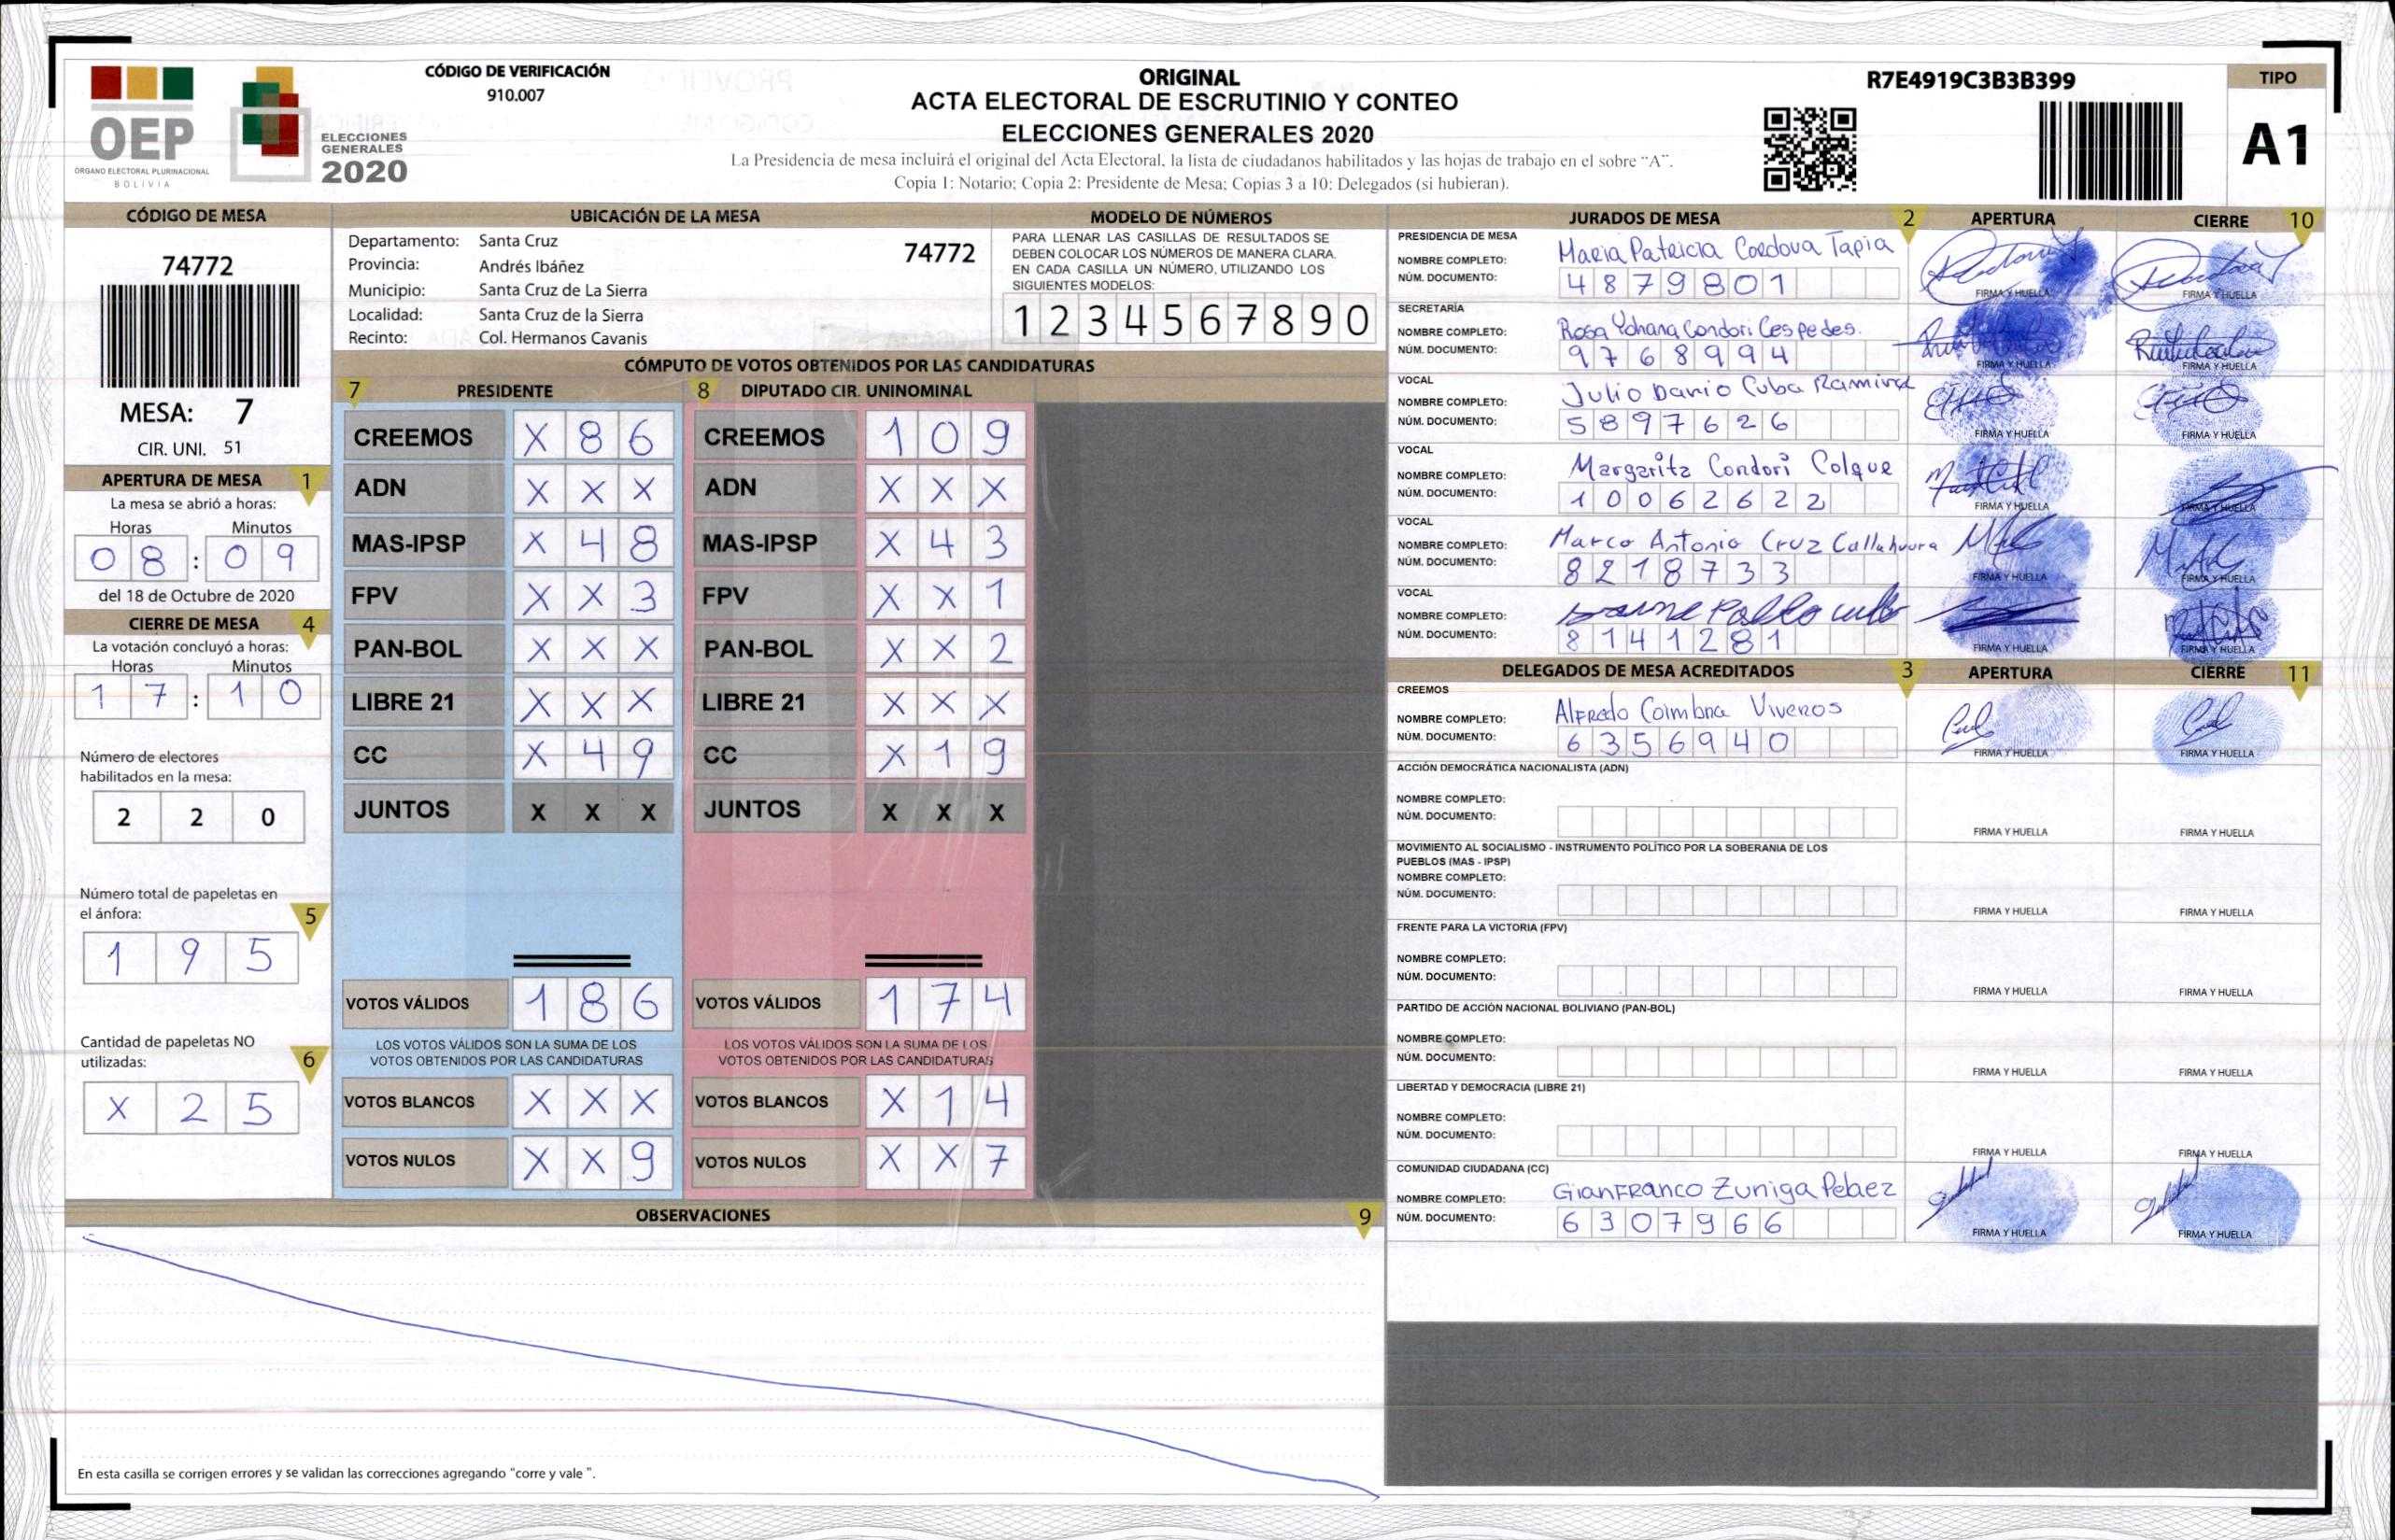 OEP
ORGANO ELECTORAL PLURINACIONAL
BOLIVIA
ELECCIONES
GENERALES
2020
CÓDIGO DE VERIFICACIÓN
910.007
ORIGINAL
ACTA ELECTORAL DE ESCRUTINIO Y CONTEO
ELECCIONES GENERALES 2020
La Presidencia de mesa incluirá el original del Acta Electoral, la lista de ciudadanos habilitados y las hojas de trabajo en el sobre "A".
Copia 1: Notario; Copia 2: Presidente de Mesa; Copias 3 a 10: Delegados (si hubieran).
R7E4919C3B3B399
TIPO
A1
CÓDIGO DE MESA
74772
MESA: 7
CIR. UNI. 51
APERTURA DE MESA 1
La mesa se abrió a horas:
Horas Minutos
08 : 09
del 18 de Octubre de 2020
CIERRE DE MESA 4
La votación concluyó a horas:
Horas Minutos
17 : 10
Número de electores
habilitados en la mesa:
2 2 0
Número total de papeletas en
el ánfora: 5
1 9 5
Cantidad de papeletas NO
utilizadas: 6
X 2 5
UBICACIÓN DE LA MESA
Departamento: Santa Cruz 74772
Provincia: Andrés Ibáñez
Municipio: Santa Cruz de La Sierra
Localidad: Santa Cruz de la Sierra
Recinto: Col. Hermanos Cavanis
MODELO DE NÚMEROS
PARA LLENAR LAS CASILLAS DE RESULTADOS SE
DEBEN COLOCAR LOS NÚMEROS DE MANERA CLARA.
EN CADA CASILLA UN NÚMERO, UTILIZANDO LOS
SIGUIENTES MODELOS:
1 2 3 4 5 6 7 8 9 0
CÓMPUTO DE VOTOS OBTENIDOS POR LAS CANDIDATURAS
7 PRESIDENTE
CREEMOS X 8 6
ADN X X X
MAS-IPSP X 4 8
FPV X X 3
PAN-BOL X X X
LIBRE 21 X X X
CC X 4 9
JUNTOS X X X
VOTOS VÁLIDOS 1 8 6
LOS VOTOS VÁLIDOS SON LA SUMA DE LOS
VOTOS OBTENIDOS POR LAS CANDIDATURAS
VOTOS BLANCOS X X X
VOTOS NULOS X X 9
8 DIPUTADO CIR. UNINOMINAL
CREEMOS 1 0 9
ADN X X X
MAS-IPSP X 4 3
FPV X X 1
PAN-BOL X X 2
LIBRE 21 X X X
CC X 1 9
JUNTOS X X X
VOTOS VÁLIDOS 1 7 4
LOS VOTOS VÁLIDOS SON LA SUMA DE LOS
VOTOS OBTENIDOS POR LAS CANDIDATURAS
VOTOS BLANCOS X 1 4
VOTOS NULOS X X 7
OBSERVACIONES 9
En esta casilla se corrigen errores y se validan las correcciones agregando "corre y vale ".
JURADOS DE MESA 2 APERTURA CIERRE 10
PRESIDENCIA DE MESA
NOMBRE COMPLETO: Maria Patricia Cordova Tapia
NÚM. DOCUMENTO: 4879801
FIRMA Y HUELLA FIRMA Y HUELLA
SECRETARÍA
NOMBRE COMPLETO: Rosa Yohana Condori Cespedes.
NÚM. DOCUMENTO: 9768994
FIRMA Y HUELLA FIRMA Y HUELLA
VOCAL
NOMBRE COMPLETO: Julio Dario Cuba Ramirez
NÚM. DOCUMENTO: 5897626
FIRMA Y HUELLA FIRMA Y HUELLA
VOCAL
NOMBRE COMPLETO: Margarita Condori Colque
NÚM. DOCUMENTO: 10062622
FIRMA Y HUELLA FIRMA Y HUELLA
VOCAL
NOMBRE COMPLETO: Marco Antonio Cruz
NÚM. DOCUMENTO: 8218733
FIRMA Y HUELLA FIRMA Y HUELLA
VOCAL
NOMBRE COMPLETO: Pablo
NÚM. DOCUMENTO: 8141281
FIRMA Y HUELLA FIRMA Y HUELLA
DELEGADOS DE MESA ACREDITADOS 3 APERTURA CIERRE 11
CREEMOS
NOMBRE COMPLETO: Alfredo Coimbra Viveros
NÚM. DOCUMENTO: 6356940
FIRMA Y HUELLA FIRMA Y HUELLA
ACCIÓN DEMOCRÁTICA NACIONALISTA (ADN)
NOMBRE COMPLETO:
NÚM. DOCUMENTO:
FIRMA Y HUELLA FIRMA Y HUELLA
MOVIMIENTO AL SOCIALISMO - INSTRUMENTO POLÍTICO POR LA SOBERANIA DE LOS
PUEBLOS (MAS - IPSP)
NOMBRE COMPLETO:
NÚM. DOCUMENTO:
FIRMA Y HUELLA FIRMA Y HUELLA
FRENTE PARA LA VICTORIA (FPV)
NOMBRE COMPLETO:
NÚM. DOCUMENTO:
FIRMA Y HUELLA FIRMA Y HUELLA
PARTIDO DE ACCIÓN NACIONAL BOLIVIANO (PAN-BOL)
NOMBRE COMPLETO:
NÚM. DOCUMENTO:
FIRMA Y HUELLA FIRMA Y HUELLA
LIBERTAD Y DEMOCRACIA (LIBRE 21)
NOMBRE COMPLETO:
NÚM. DOCUMENTO:
FIRMA Y HUELLA FIRMA Y HUELLA
COMUNIDAD CIUDADANA (CC)
NOMBRE COMPLETO: GianFranco Zuniga Pelaez
NÚM. DOCUMENTO: 6307966
FIRMA Y HUELLA FIRMA Y HUELLA